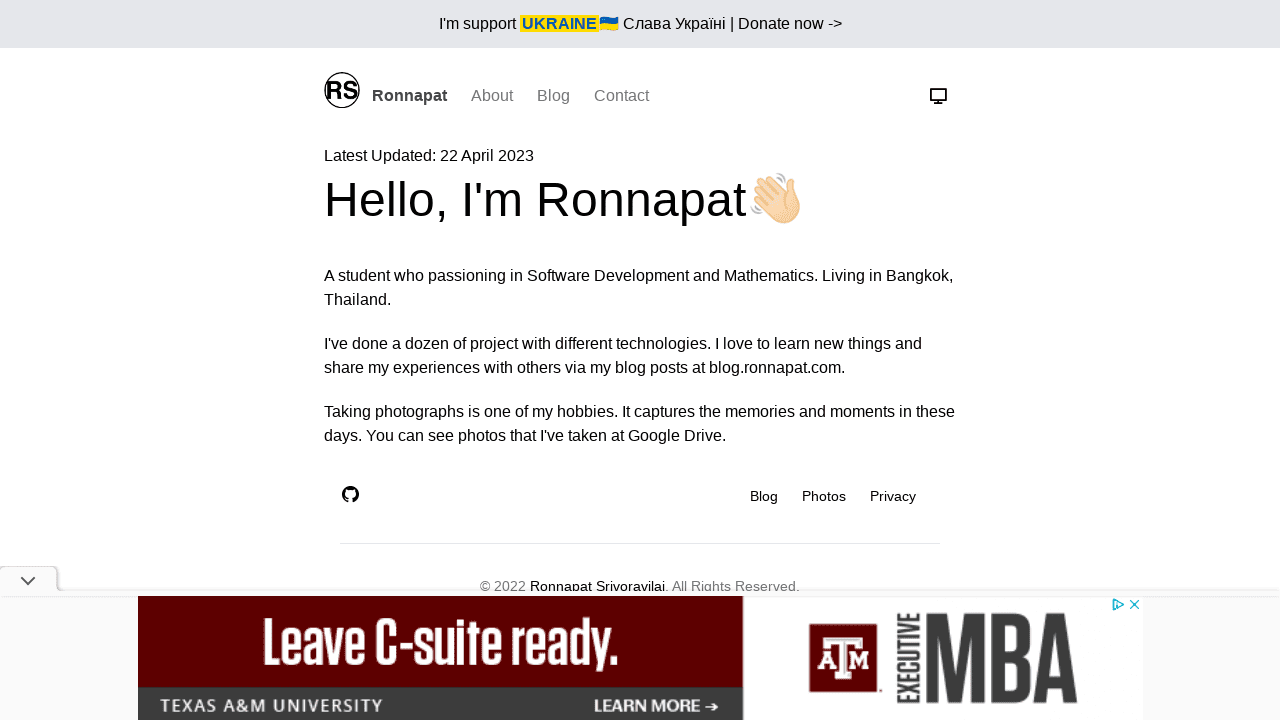 I'm support UKRAINE🇺🇦 Слава Україні | Donate now ->
RS Ronnapat About Blog Contact
Latest Updated: 22 April 2023
Hello, I'm Ronnapat👋🏻
A student who passioning in Software Development and Mathematics. Living in Bangkok,
Thailand.
I've done a dozen of project with different technologies. I love to learn new things and
share my experiences with others via my blog posts at blog.ronnapat.com.
Taking photographs is one of my hobbies. It captures the memories and moments in these
days. You can see photos that I've taken at Google Drive.
Blog Photos Privacy
© 2022 Ronnapat Srivoravilai. All Rights Reserved.
Leave C-suite ready.
TEXAS A&M UNIVERSITY LEARN MORE ➔
ATM EXECUTIVE MBA